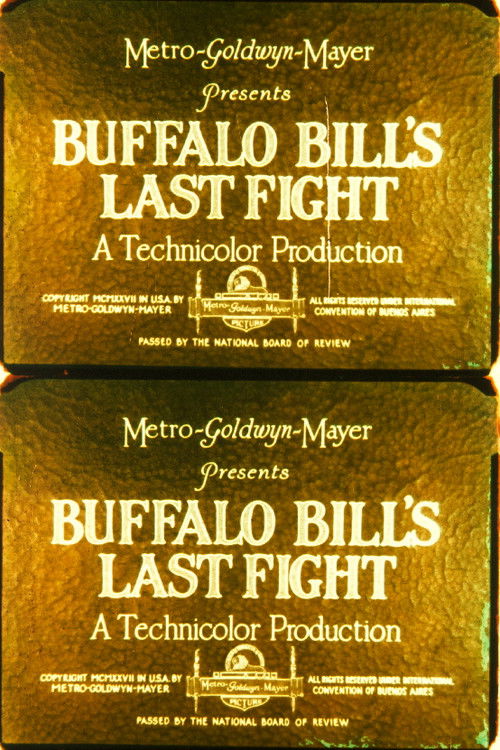 Metro-Goldwyn-Mayer
Presents
BUFFALO BILL'S
LAST FIGHT
A Technicolor Production
COPYRIGHT MCMXXVII IN U.S.A. BY
METRO-GOLDWYN-MAYER
Metro-Goldwyn-Mayer
PICTURE
ALL RIGHTS RESERVED UNDER INTERNATIONAL
CONVENTION OF BUENOS AIRES
PASSED BY THE NATIONAL BOARD OF REVIEW
Metro-Goldwyn-Mayer
Presents
BUFFALO BILL'S
LAST FIGHT
A Technicolor Production
COPYRIGHT MCMXXVII IN U.S.A. BY
METRO-GOLDWYN-MAYER
Metro-Goldwyn-Mayer
PICTURE
ALL RIGHTS RESERVED UNDER INTERNATIONAL
CONVENTION OF BUENOS AIRES
PASSED BY THE NATIONAL BOARD OF REVIEW